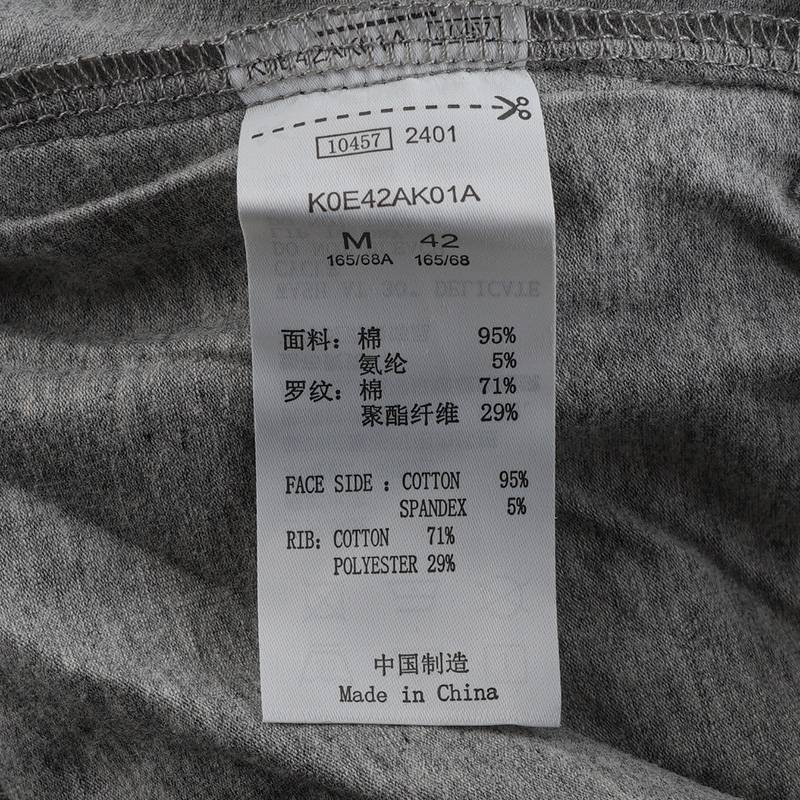 10457 2401
K0E42AK01A
M 42
165/68A 165/68
面料：棉 95%
氨纶 5%
罗纹：棉 71%
聚酯纤维 29%
FACE SIDE : COTTON 95%
SPANDEX 5%
RIB: COTTON 71%
POLYESTER 29%
中国制造
Made in China